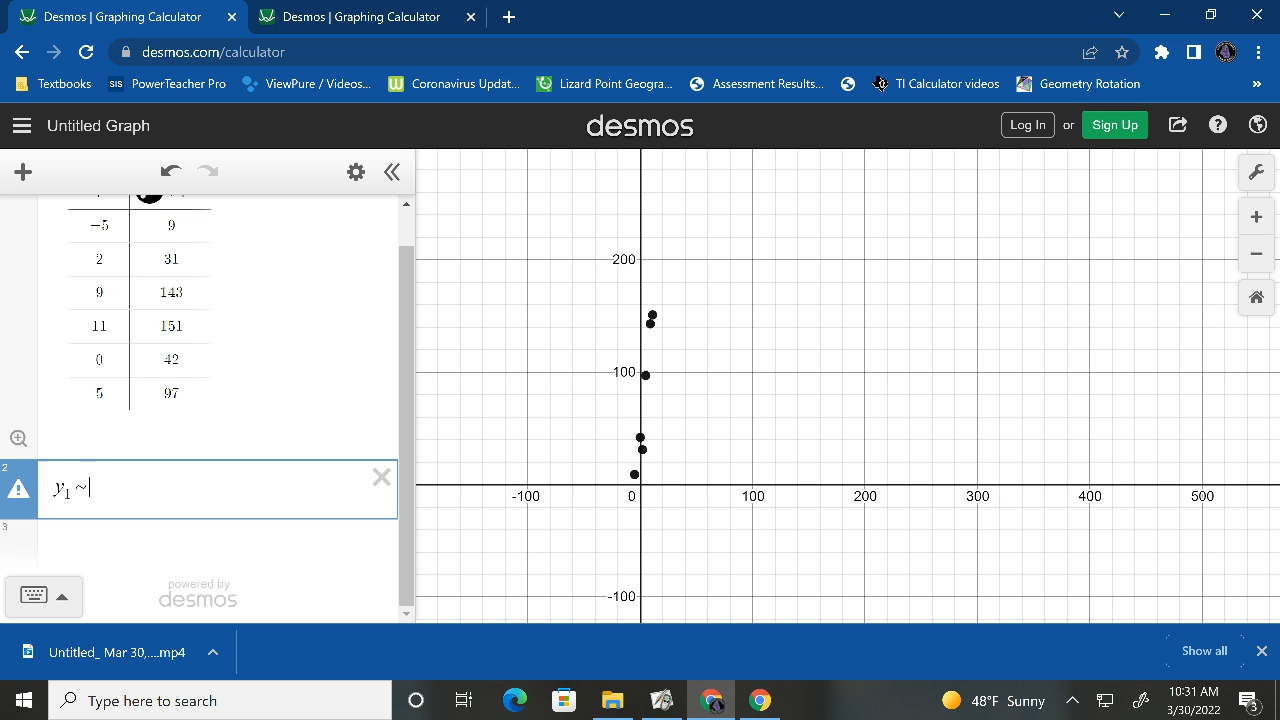 Desmos | Graphing Calculator
Desmos | Graphing Calculator
desmos.com/calculator
Textbooks
SIS PowerTeacher Pro
ViewPure / Videos...
W Coronavirus Updat...
Lizard Point Geogra...
Assessment Results...
TI Calculator videos
Geometry Rotation
»
Untitled Graph
desmos
Log In or Sign Up
−5 9
2 31
9 143
11 151
0 42
5 97
2
y₁ ~
3
powered by
desmos
200
100
-100 0 100 200 300 400 500
-100
Untitled_ Mar 30,....mp4
Show all
Type here to search
48°F Sunny
10:31 AM
3/30/2022
3